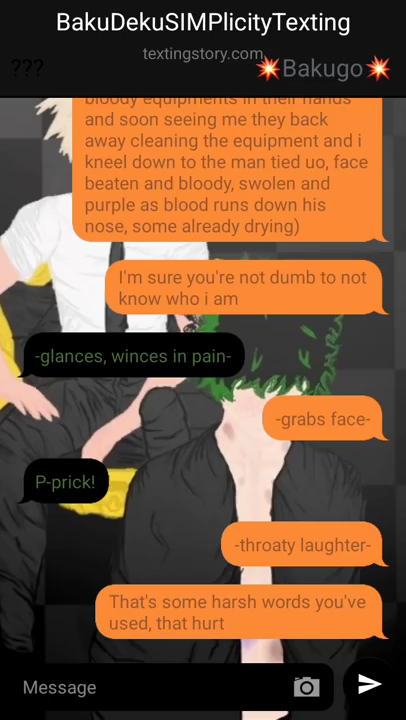 BakuDekuSIMPlicityTexting
textingstory.com
??? 💥Bakugo💥
bloody equipments in their hands
and soon seeing me they back
away cleaning the equipment and i
kneel down to the man tied uo, face
beaten and bloody, swolen and
purple as blood runs down his
nose, some already drying)
I'm sure you're not dumb to not
know who i am
-glances, winces in pain-
-grabs face-
P-prick!
-throaty laughter-
That's some harsh words you've
used, that hurt
Message